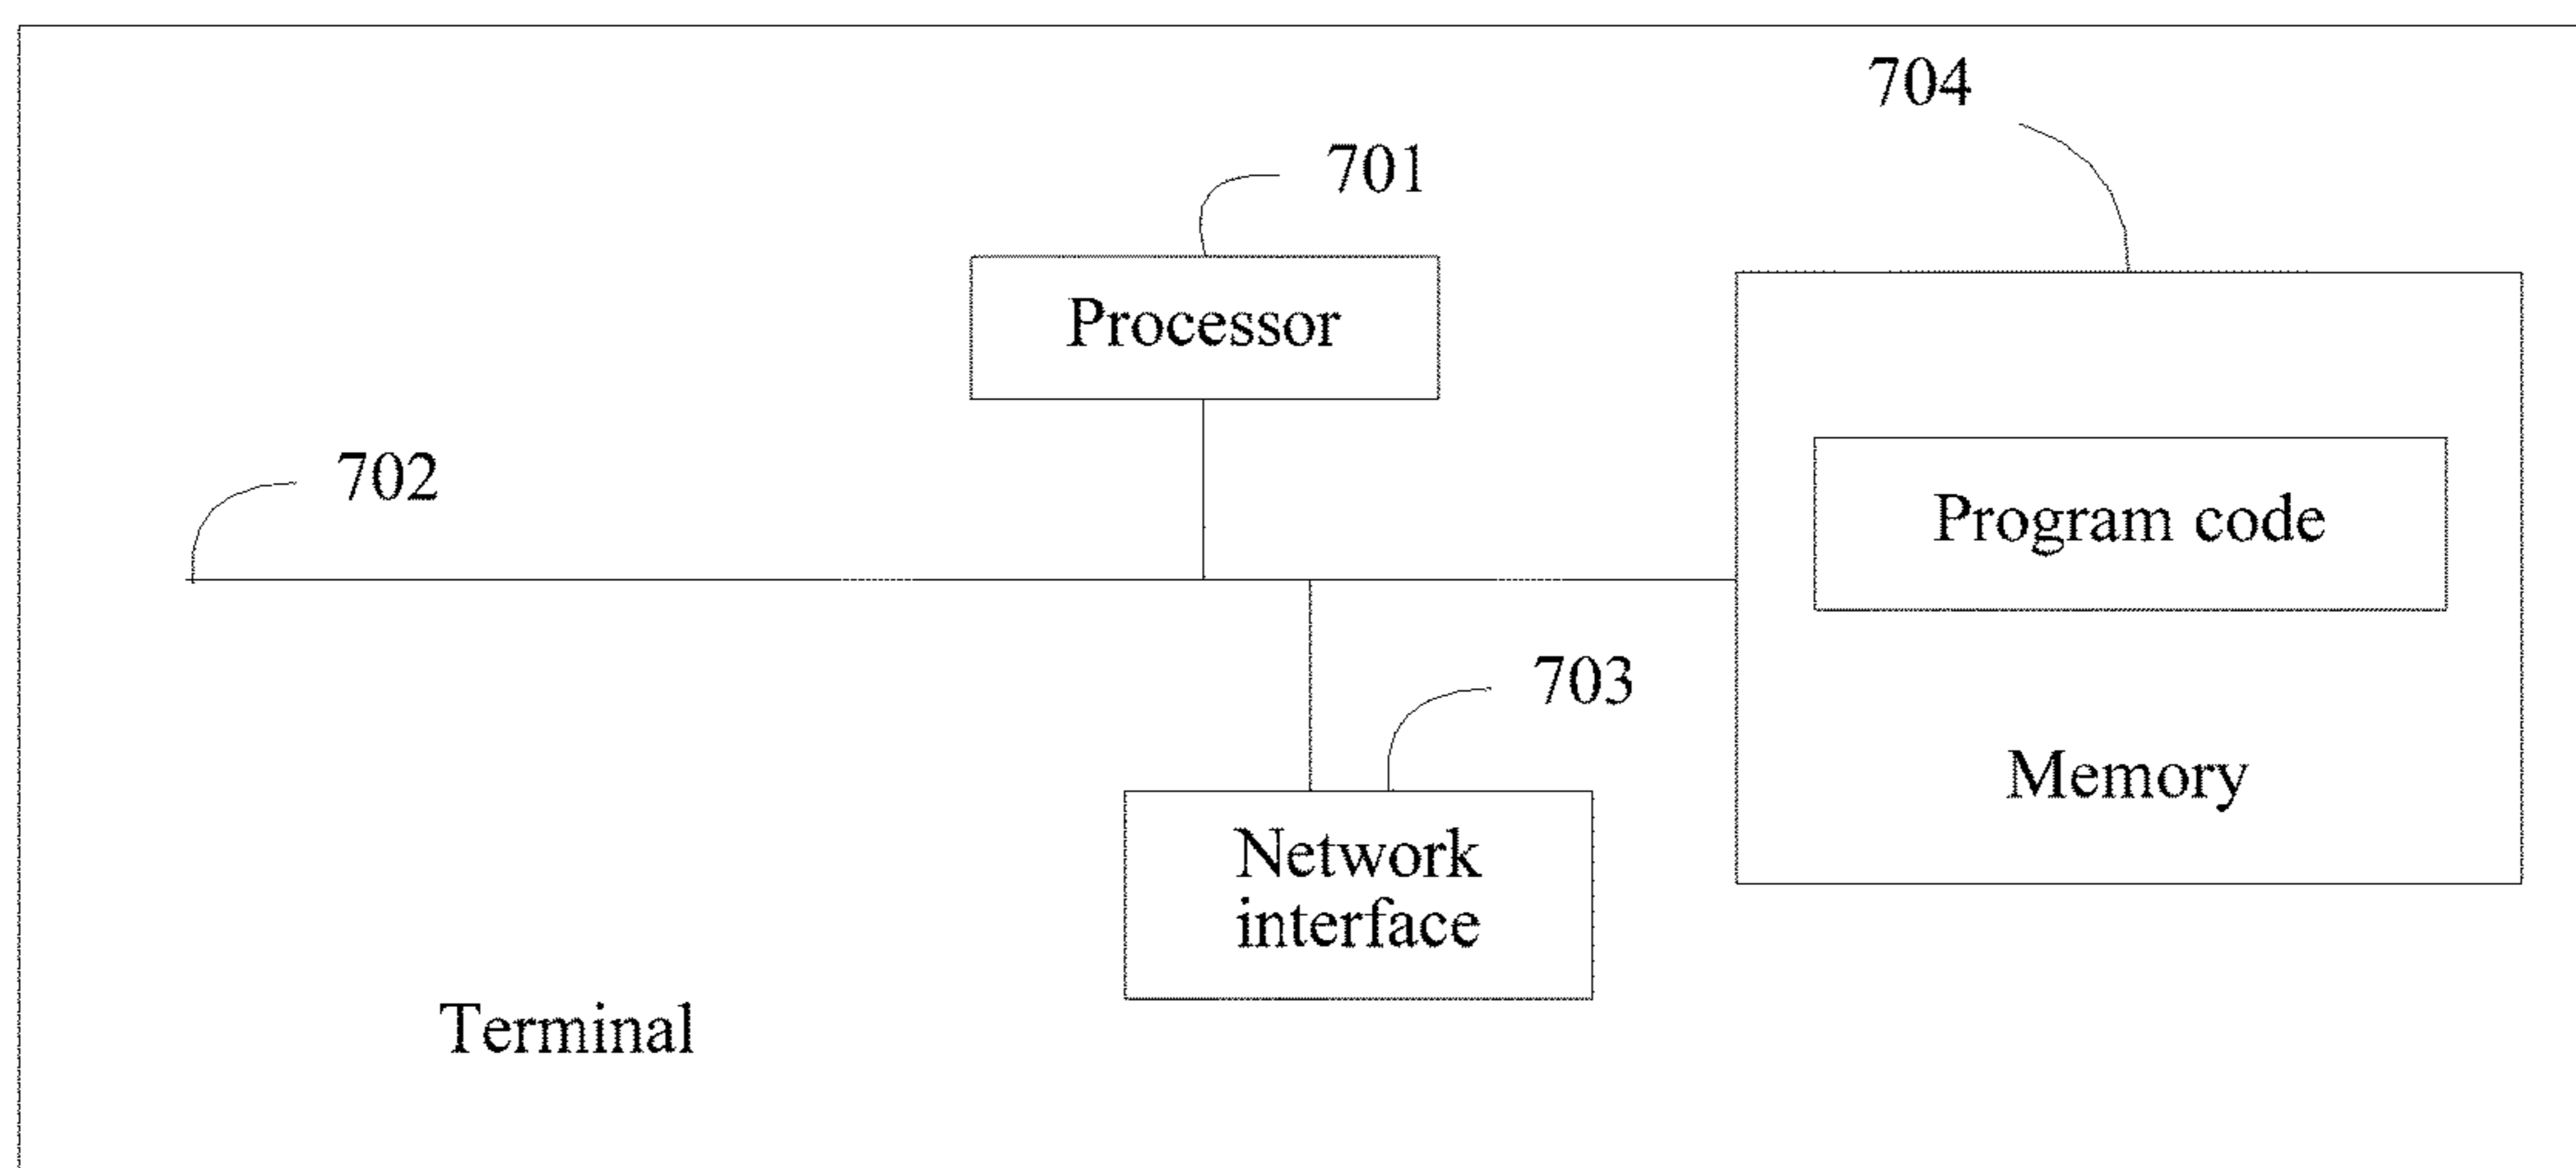 704
701
Processor
702
Program code
703
Memory
Network
interface
Terminal